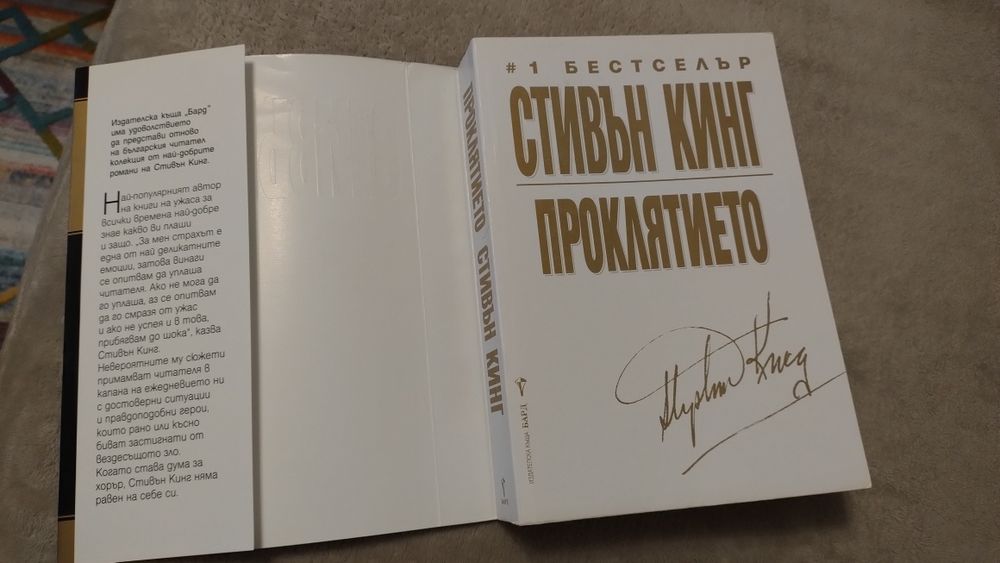 Издателска къща „Бард"
има удоволствието
да представи отново
на българския читател
колекция от най-добрите
романи на Стивън Кинг.
Най-популярният автор
на книги на ужаса за
всички времена най-добре
знае какво ви плаши
и защо. „За мен страхът е
една от най деликатните
емоции, затова винаги
се опитвам да уплаша
читателя. Ако не мога да
го уплаша, аз се опитвам
да го смразя от ужас
и ако не успея и в това,
прибягвам до шока", казва
Стивън Кинг.
Невероятните му сюжети
примамват читателя в
капана на ежедневието ни
с достоверни ситуации
и правдоподобни герои,
които рано или късно
биват застигнати от
вездесъщото зло.
Когато става дума за
хорър, Стивън Кинг няма
равен на себе си.
ПРОКЛЯТИЕТО СТИВЪН КИНГ
#1 БЕСТСЕЛЪР
СТИВЪН КИНГ
ПРОКЛЯТИЕТО
Стивън Кинг
ИЗДАТЕЛСКА КЪЩА БАРД